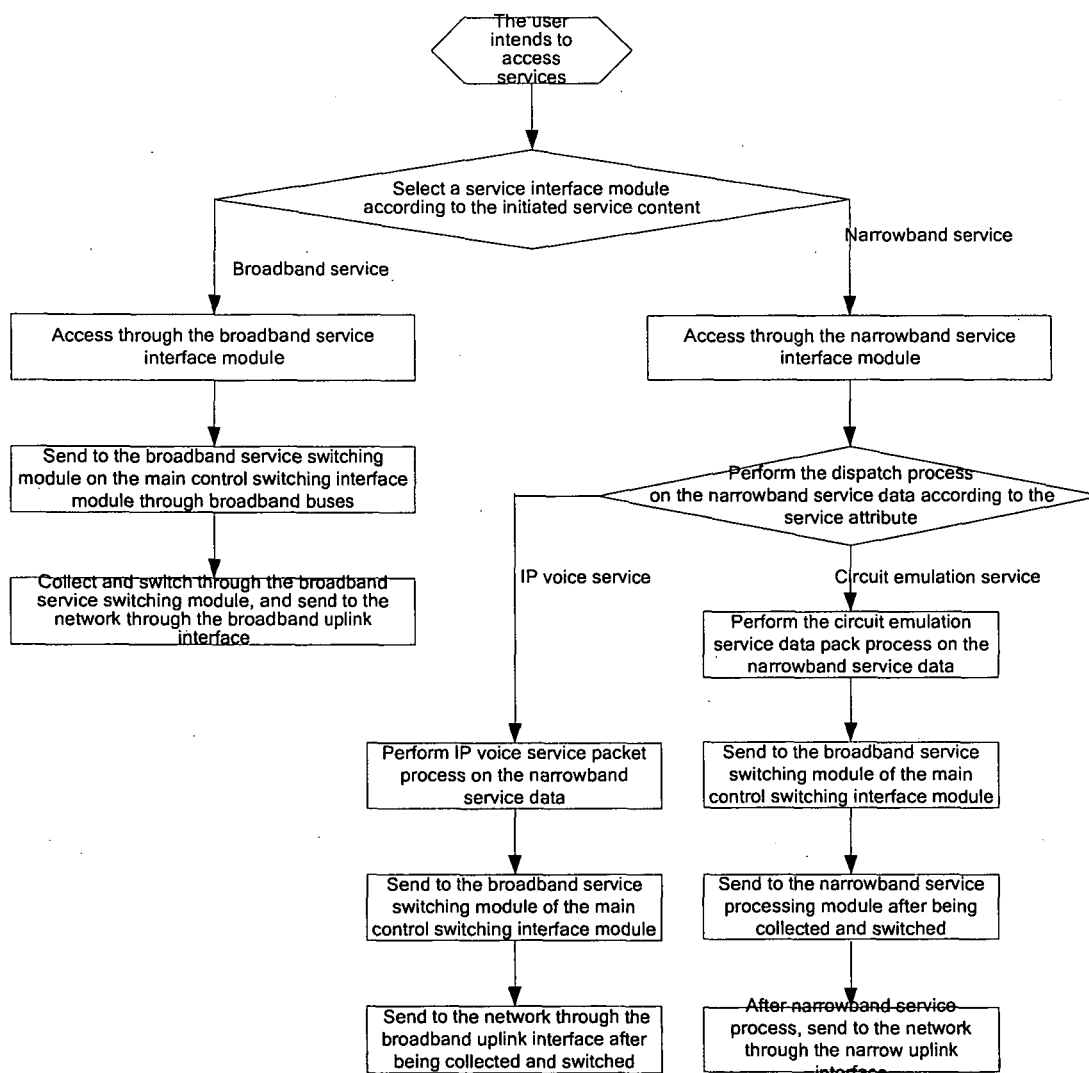 The user
intends to
access
services
Select a service interface module
according to the initiated service content
Narrowband service
Broadband service
Access through the broadband service
interface module
Access through the narrowband service
interface module
Send to the broadband service switching
module on the main control switching interface
module through broadband buses
Perform the dispatch process
on the narrowband service data according to the
service attribute
Collect and switch through the broadband
service switching module, and send to the
network through the broadband uplink
interface
IP voice service
Circuit emulation service
Perform the circuit emulation
service data pack process on the
narrowband service data
Perform IP voice service packet
process on the narrowband
service data
Send to the broadband service
switching module of the main
control switching interface module
Send to the broadband service
switching module of the main
control switching interface module
Send to the narrowband service
processing module after being
collected and switched
Send to the network through the
broadband uplink interface after
being collected and switched
After narrowband service
process, send to the network
through the narrow uplink
interface